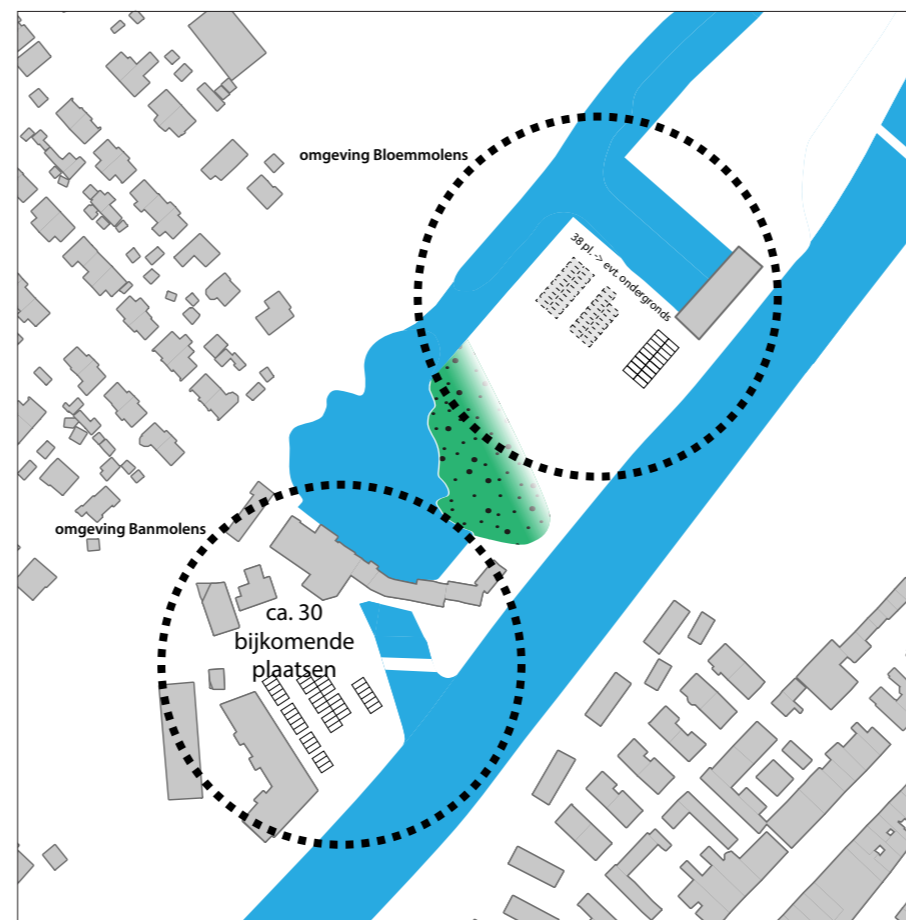 omgeving Bloemmolens
38 pl. -> evt. ondergronds
omgeving Banmolens
ca. 30
bijkomende
plaatsen